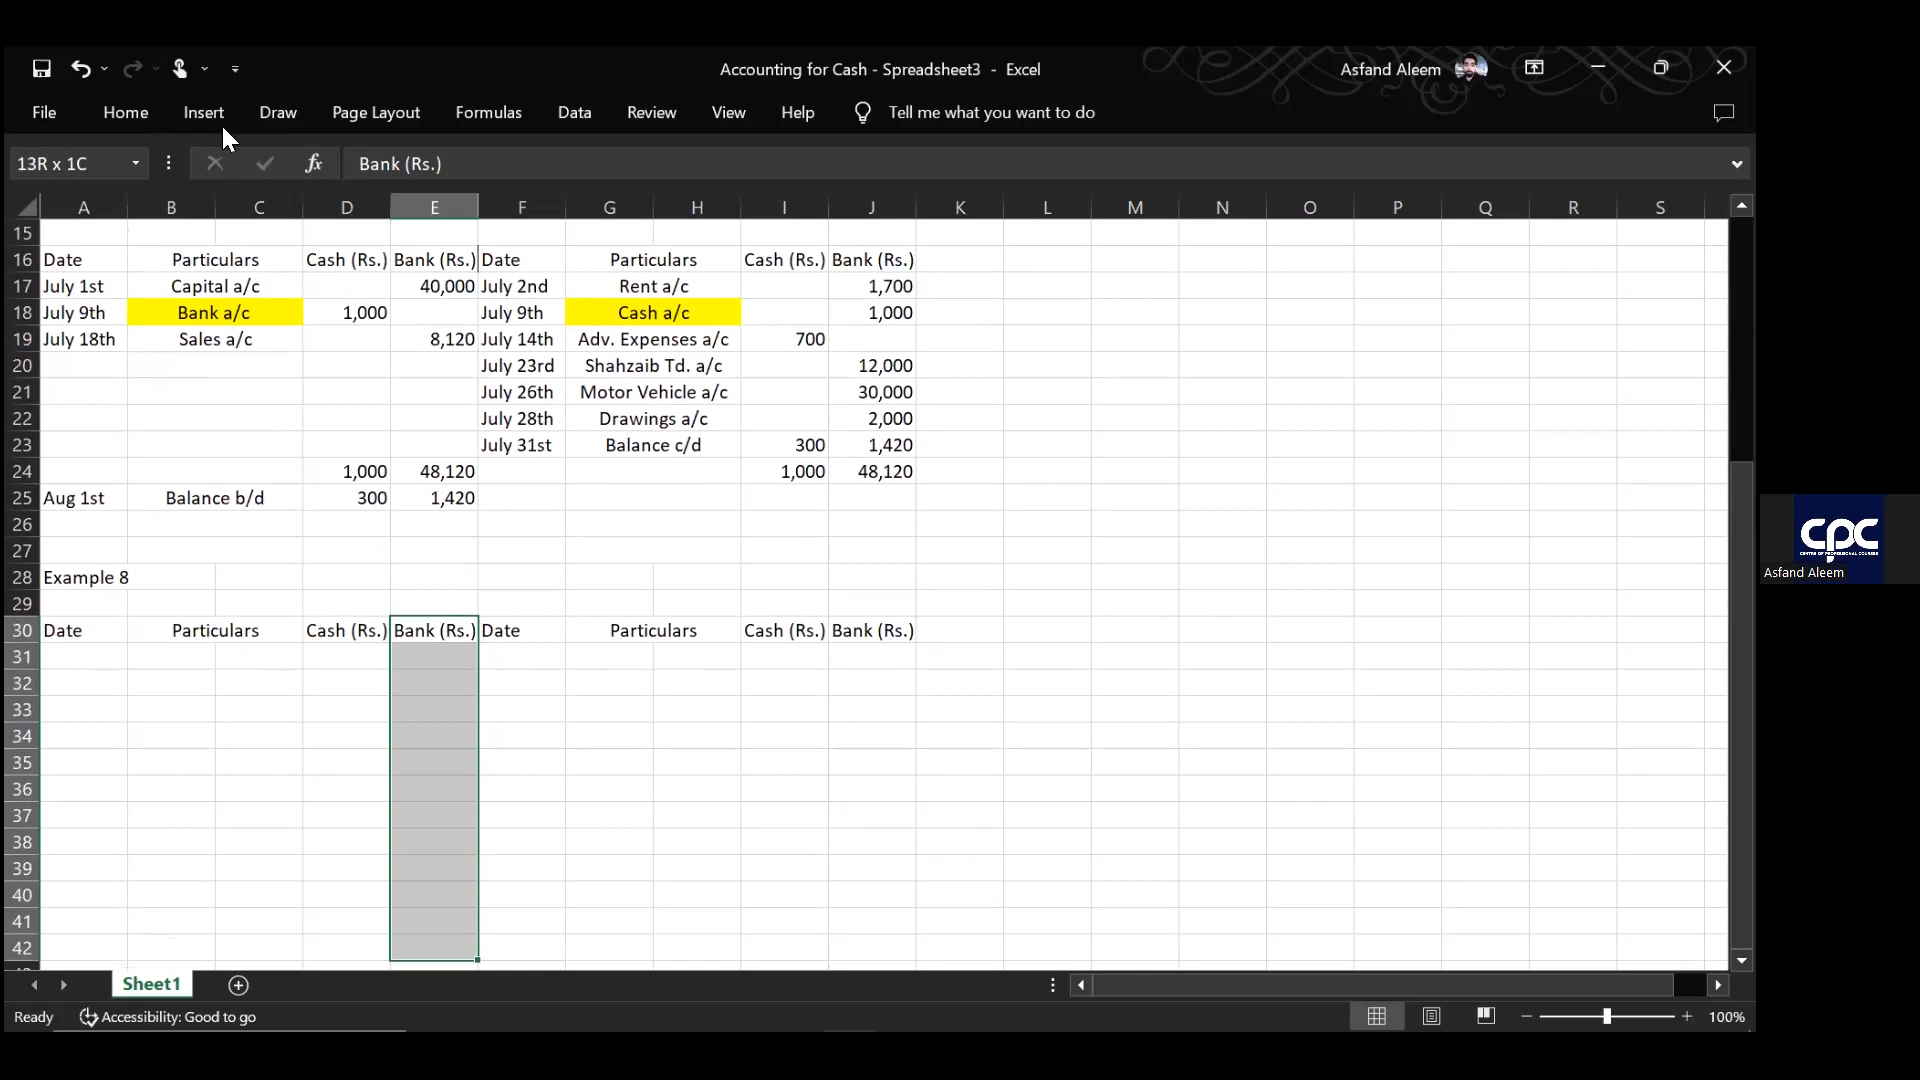 Accounting for Cash - Spreadsheet3 - Excel
Asfand Aleem
File Home Insert Draw Page Layout Formulas Data Review View Help Tell me what you want to do
13R x 1C fx Bank (Rs.)
A B C D E F G H I J K L M N O P Q R S
15
16 Date Particulars Cash (Rs.) Bank (Rs.) Date Particulars Cash (Rs.) Bank (Rs.)
17 July 1st Capital a/c 40,000 July 2nd Rent a/c 1,700
18 July 9th Bank a/c 1,000 July 9th Cash a/c 1,000
19 July 18th Sales a/c 8,120 July 14th Adv. Expenses a/c 700
20 July 23rd Shahzaib Td. a/c 12,000
21 July 26th Motor Vehicle a/c 30,000
22 July 28th Drawings a/c 2,000
23 July 31st Balance c/d 300 1,420
24 1,000 48,120 1,000 48,120
25 Aug 1st Balance b/d 300 1,420
26
27
28 Example 8
29
30 Date Particulars Cash (Rs.) Bank (Rs.) Date Particulars Cash (Rs.) Bank (Rs.)
31
32
33
34
35
36
37
38
39
40
41
42
Sheet1
Ready Accessibility: Good to go 100%
cpc
CENTRE OF PROFESSIONAL COURSES
Asfand Aleem